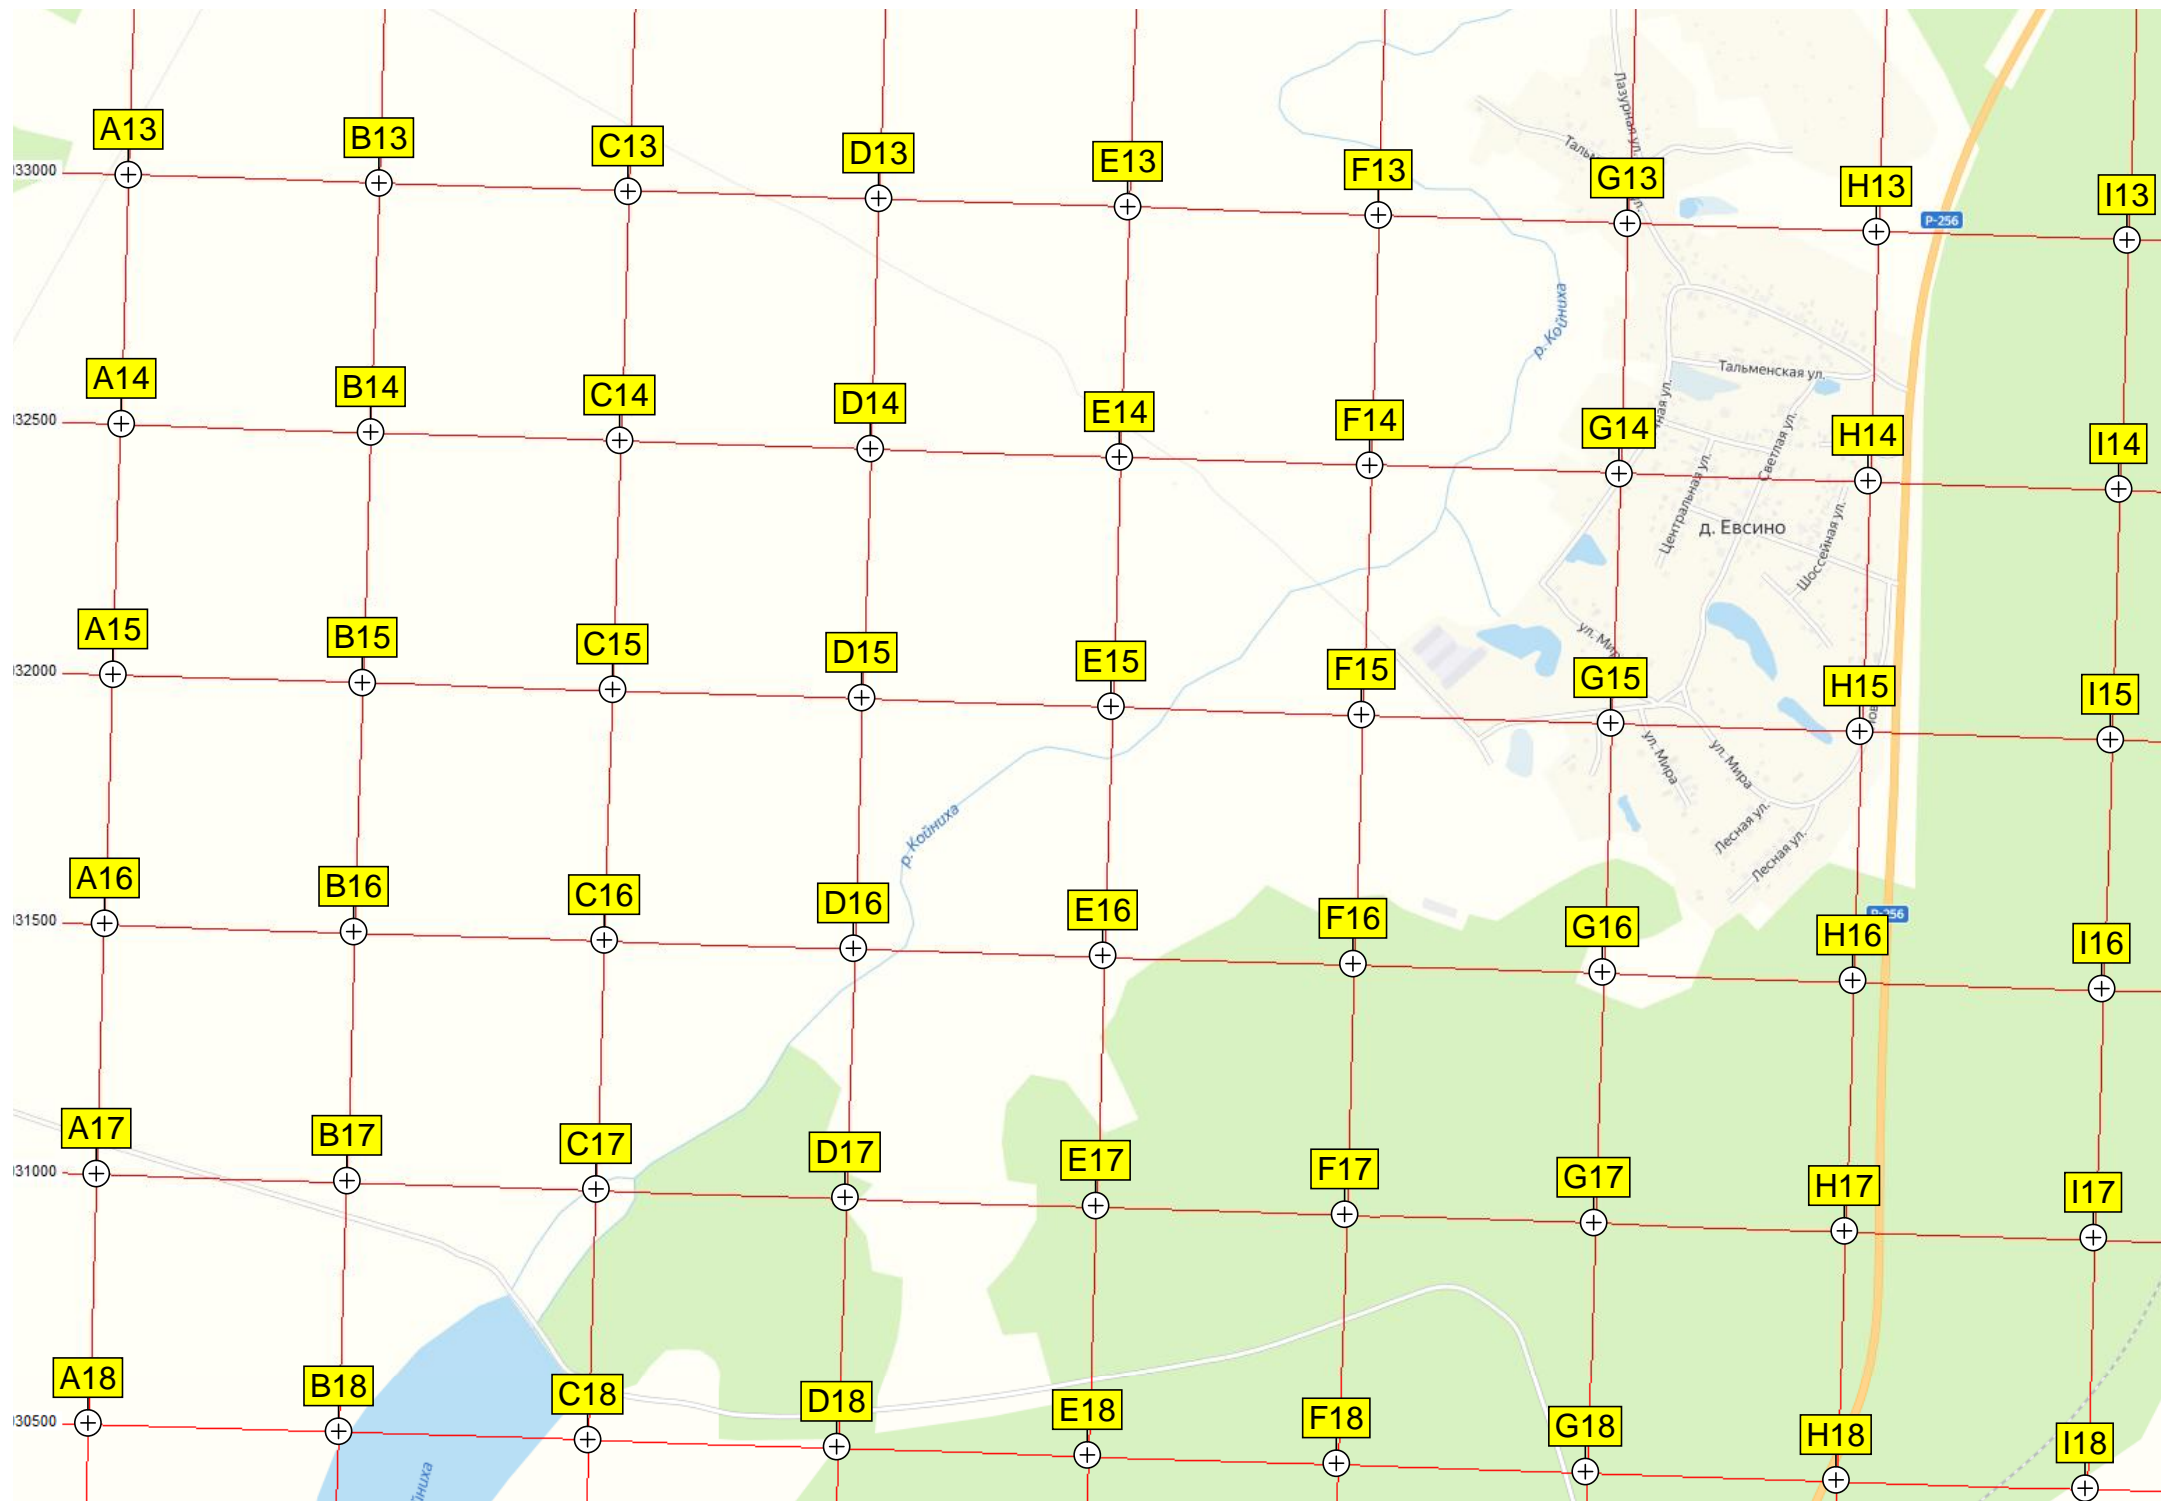 A13
B13
C13
D13
E13
F13
G13
H13
I13
33000
Лазурная ул.
P-256
р. Койниха
Тальменская ул.
A14
B14
C14
D14
E14
F14
G14
H14
I14
32500
Светлая ул.
Центральная ул.
д. Евсино
Шоссейная ул.
A15
B15
C15
D15
E15
F15
G15
H15
I15
32000
ул. Мира
ул. Мира
ул. Мира
Лесная ул.
Лесная ул.
р. Койниха
A16
B16
C16
D16
E16
F16
G16
H16
I16
31500
P-256
A17
B17
C17
D17
E17
F17
G17
H17
I17
31000
A18
B18
C18
D18
E18
F18
G18
H18
I18
30500